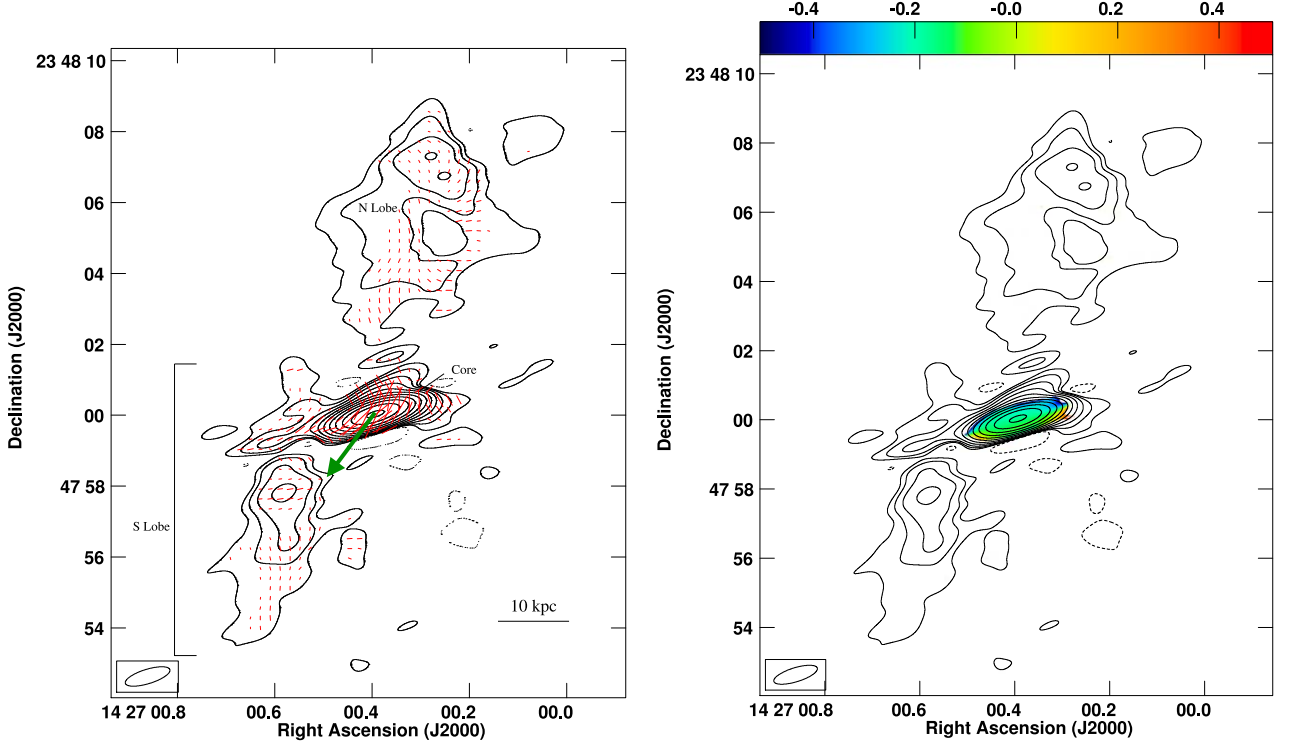 -0.4 -0.2 -0.0 0.2 0.4
23 48 10
08
06
04
02
00
47 58
56
54
Declination (J2000)
N Lobe
Core
S Lobe
10 kpc
14 27 00.8 00.6 00.4 00.2 00.0
Right Ascension (J2000)
23 48 10
08
06
04
02
00
47 58
56
54
Declination (J2000)
14 27 00.8 00.6 00.4 00.2 00.0
Right Ascension (J2000)